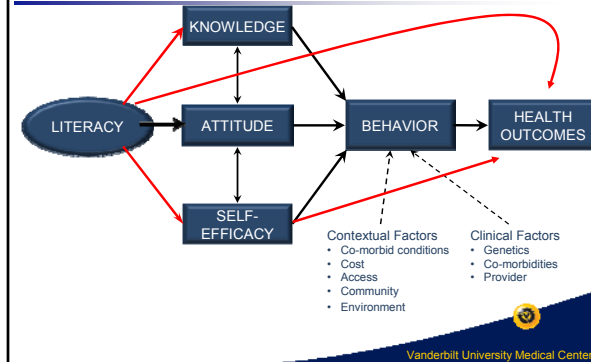 KNOWLEDGE
LITERACY
ATTITUDE
BEHAVIOR
HEALTH
OUTCOMES
SELF-
EFFICACY
Contextual Factors
• Co-morbid conditions
• Cost
• Access
• Community
• Environment
Clinical Factors
• Genetics
• Co-morbidities
• Provider
Vanderbilt University Medical Center